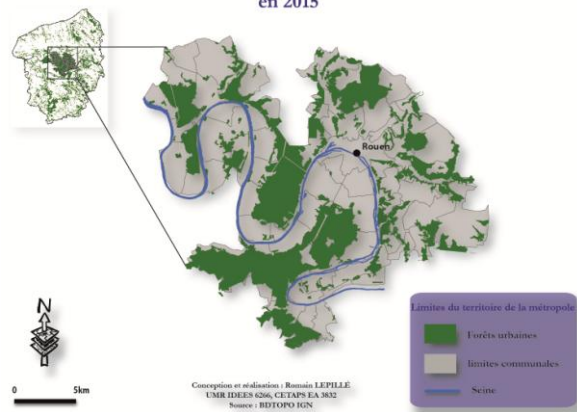 en 2015
Rouen
N
0 5km
Conception et réalisation : Romain LEPILLÉ
UMR IDEES 6266, CETAPS EA 3832
Source : BDTOPO IGN
Limites du territoire de la métropole
Forêts urbaines
limites communales
Seine